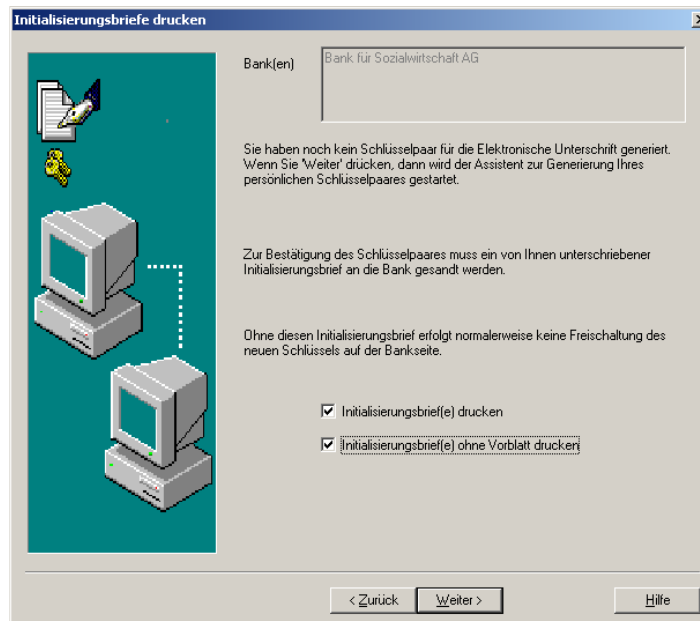 Initialisierungsbriefe drucken
Bank(en)
Bank für Sozialwirtschaft AG
Sie haben noch kein Schlüsselpaar für die Elektronische Unterschrift generiert.
Wenn Sie 'Weiter' drücken, dann wird der Assistent zur Generierung Ihres
persönlichen Schlüsselpaares gestartet.
Zur Bestätigung des Schlüsselpaares muss ein von Ihnen unterschriebener
Initialisierungsbrief an die Bank gesandt werden.
Ohne diesen Initialisierungsbrief erfolgt normalerweise keine Freischaltung des
neuen Schlüssels auf der Bankseite.
Initialisierungsbrief(e) drucken
Initialisierungsbrief(e) ohne Vorblatt drucken
< Zurück
Weiter >
Hilfe